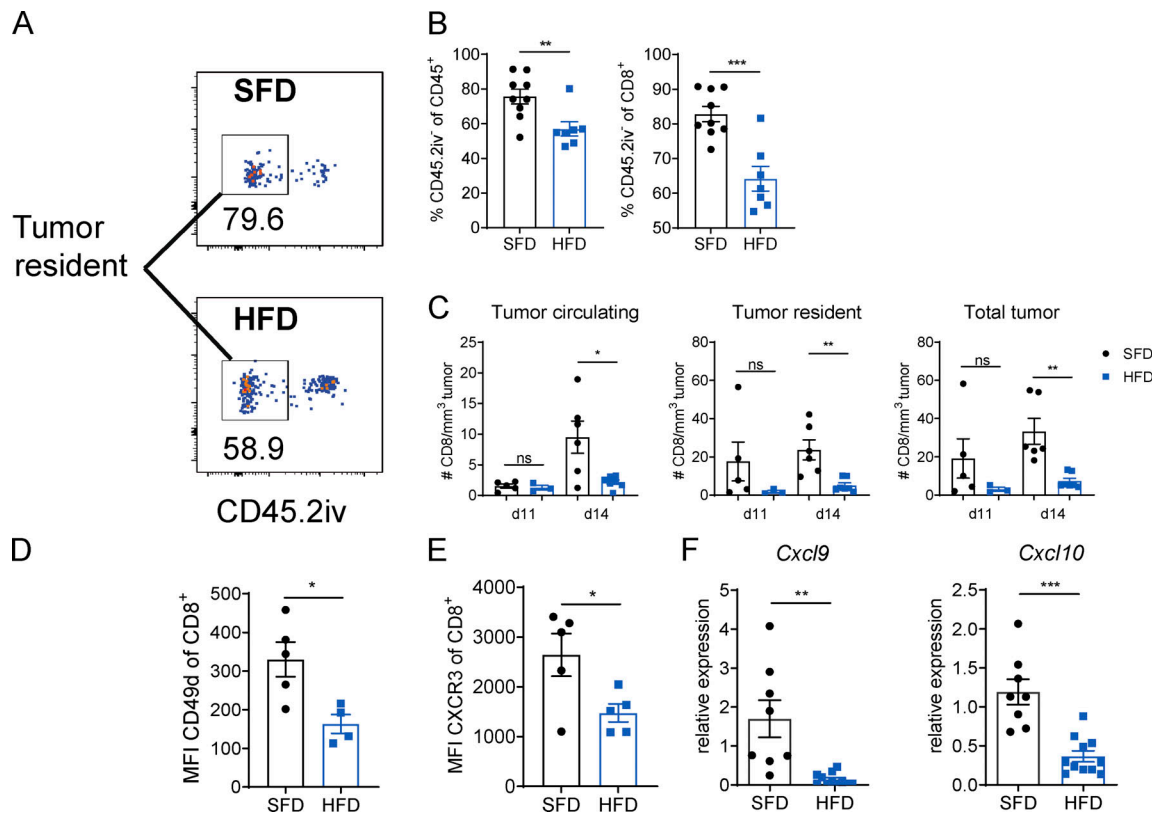 A
SFD
79.6
Tumor
resident
HFD
58.9
CD45.2iv
B
% CD45.2iv⁻ of CD45⁺
100
80
60
40
20
0
**
SFD HFD
% CD45.2iv⁻ of CD8⁺
100
90
80
70
60
50
***
SFD HFD
C
Tumor circulating
# CD8/mm³ tumor
25
20
15
10
5
0
ns
*
d11 d14
Tumor resident
# CD8/mm³ tumor
80
60
40
20
0
ns
**
d11 d14
Total tumor
# CD8/mm³ tumor
80
60
40
20
0
ns
**
d11 d14
SFD
HFD
D
MFI CD49d of CD8⁺
500
400
300
200
100
0
*
SFD HFD
E
MFI CXCR3 of CD8⁺
4000
3000
2000
1000
0
*
SFD HFD
F
Cxcl9
relative expression
5
4
3
2
1
0
**
SFD HFD
Cxcl10
relative expression
2.5
2.0
1.5
1.0
0.5
0.0
***
SFD HFD